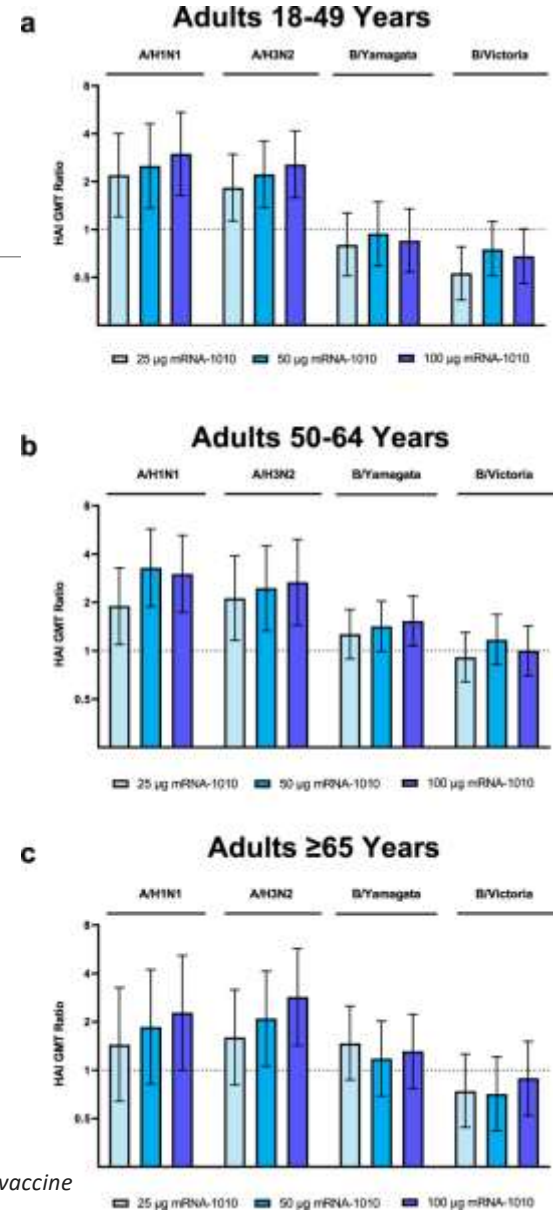 a
Adults 18-49 Years
A/H1N1 A/H3N2 B/Yamagata B/Victoria
8
4
2
1
0.5
HAI GMT Ratio
25 µg mRNA-1010 50 µg mRNA-1010 100 µg mRNA-1010
b
Adults 50-64 Years
A/H1N1 A/H3N2 B/Yamagata B/Victoria
8
4
2
1
0.5
HAI GMT Ratio
25 µg mRNA-1010 50 µg mRNA-1010 100 µg mRNA-1010
c
Adults ≥65 Years
A/H1N1 A/H3N2 B/Yamagata B/Victoria
8
4
2
1
0.5
HAI GMT Ratio
vaccine
25 µg mRNA-1010 50 µg mRNA-1010 100 µg mRNA-1010